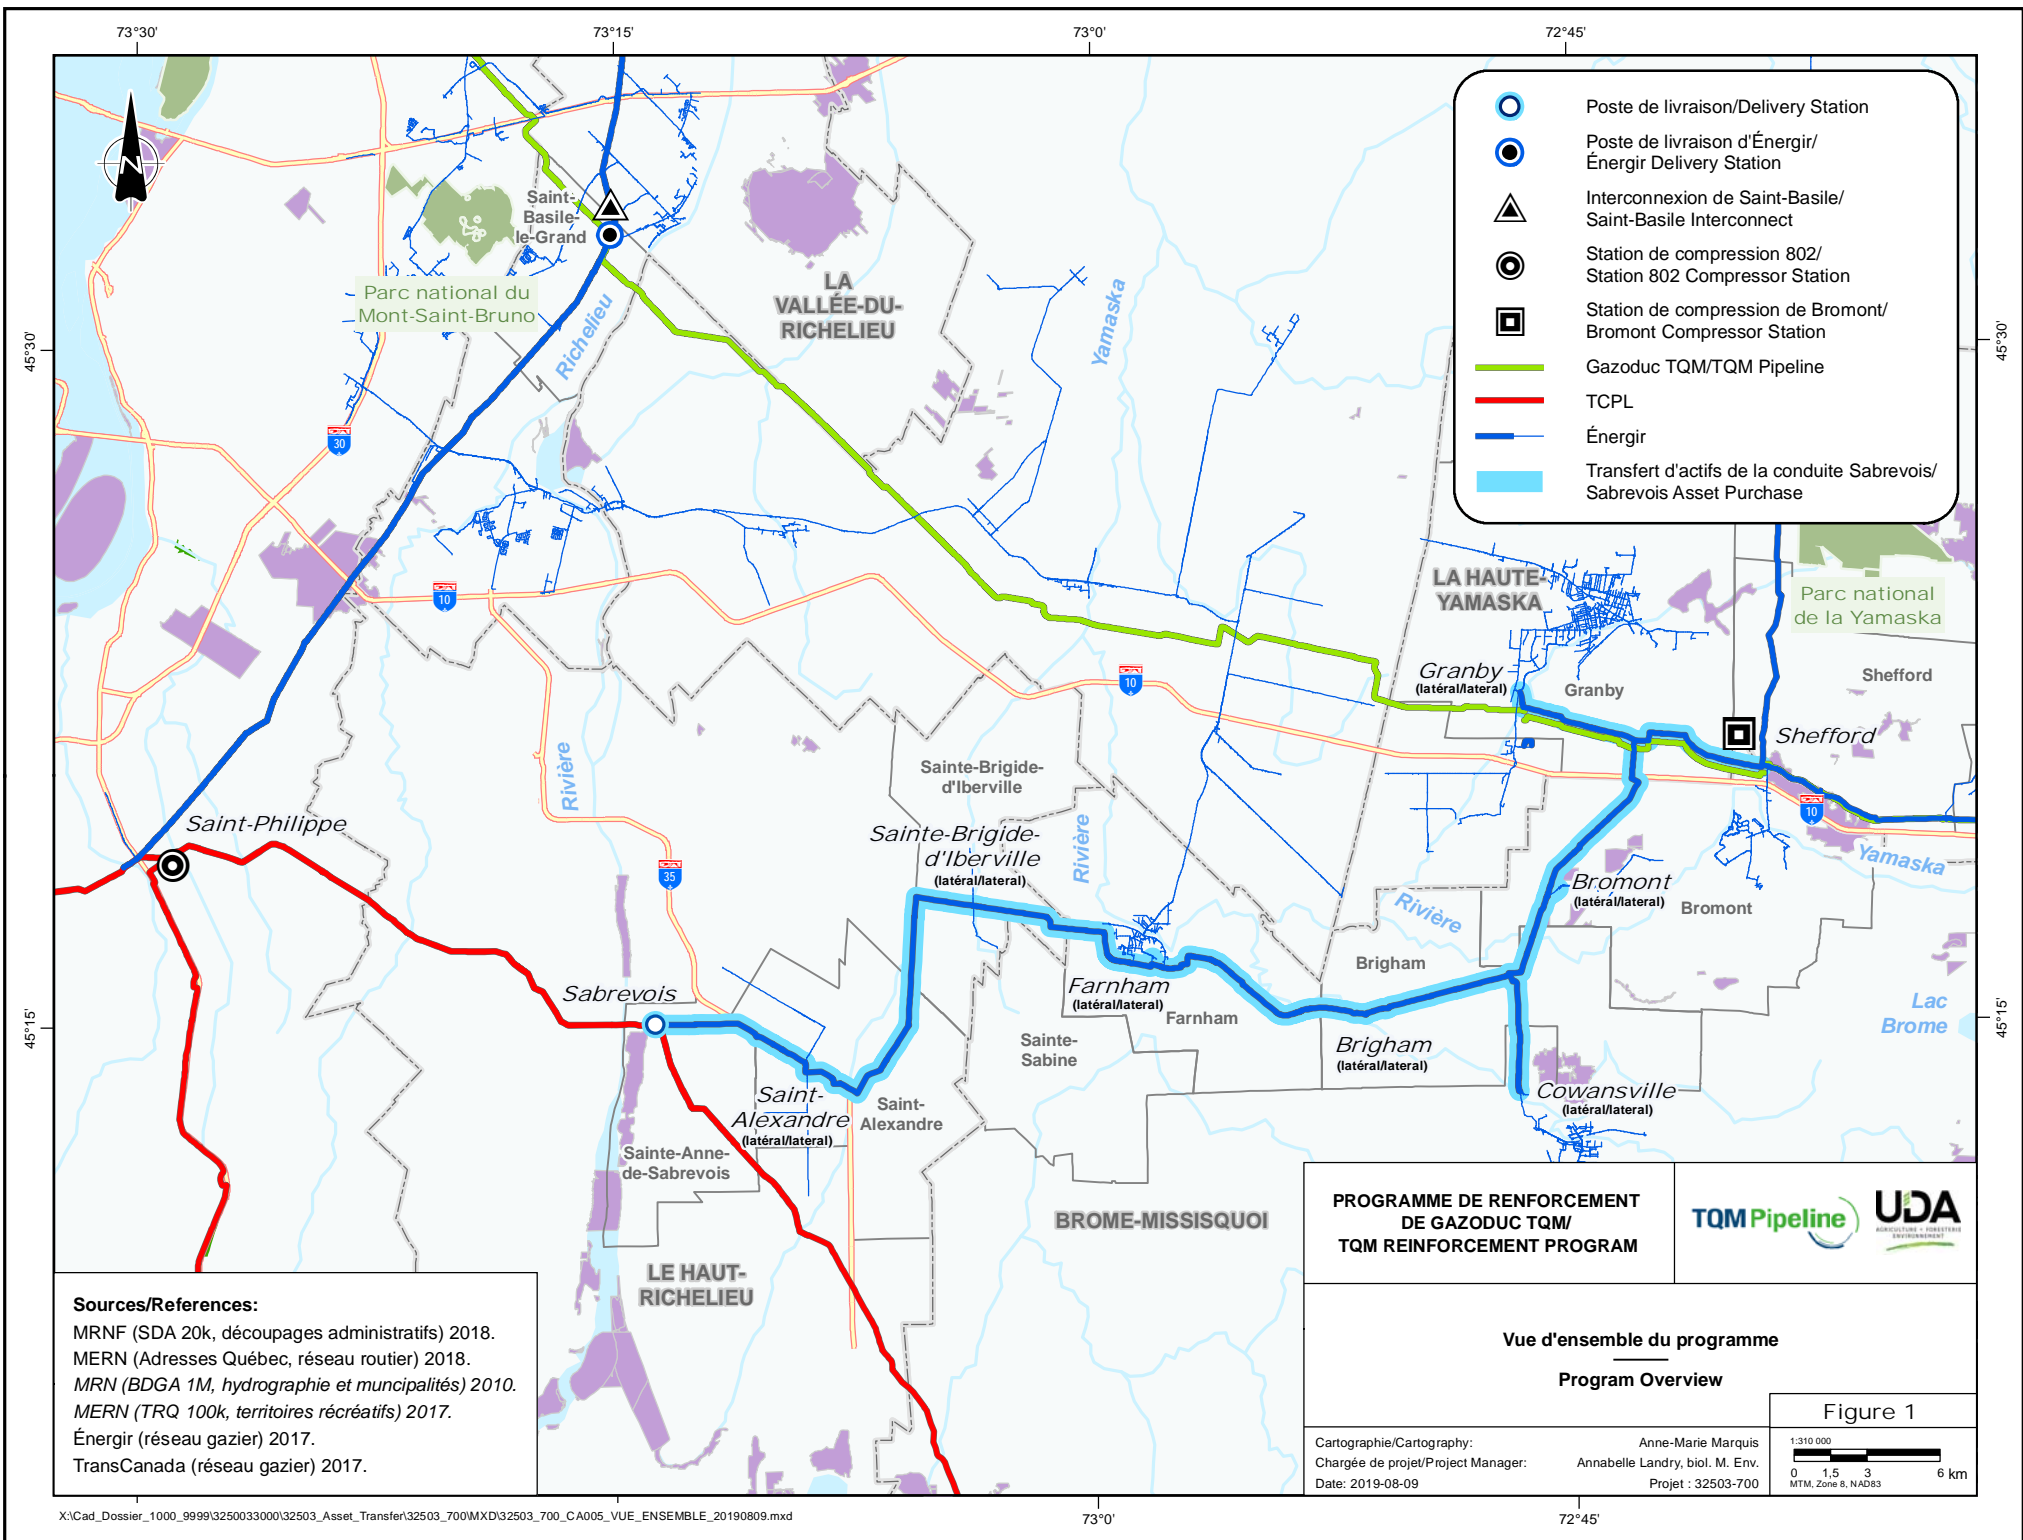 73°30'
73°15'
73°0'
72°45'
45°30'
45°15'
45°30'
45°15'
73°0'
72°45'
N
Poste de livraison/Delivery Station
Poste de livraison d'Énergir/
Énergir Delivery Station
Interconnexion de Saint-Basile/
Saint-Basile Interconnect
Station de compression 802/
Station 802 Compressor Station
Station de compression de Bromont/
Bromont Compressor Station
Gazoduc TQM/TQM Pipeline
TCPL
Énergir
Transfert d'actifs de la conduite Sabrevois/
Sabrevois Asset Purchase
Saint-
Basile-
le-Grand
Parc national du
Mont-Saint-Bruno
Richelieu
LA
VALLÉE-DU-
RICHELIEU
Yamaska
30
10
LA HAUTE-
YAMASKA
Parc national
de la Yamaska
Granby
(latéral/lateral)
Granby
Shefford
10
Shefford
Rivière
Sainte-Brigide-
d'Iberville
10
Saint-Philippe
Sainte-Brigide-
d'Iberville
(latéral/lateral)
Rivière
35
Yamaska
Bromont
(latéral/lateral)
Bromont
Rivière
Brigham
Sabrevois
Farnham
(latéral/lateral)
Farnham
Lac
Brome
Sainte-
Sabine
Brigham
(latéral/lateral)
Saint-
Alexandre
(latéral/lateral)
Saint-
Alexandre
Cowansville
(latéral/lateral)
Sainte-Anne-
de-Sabrevois
BROME-MISSISQUOI
LE HAUT-
RICHELIEU
Sources/References:
MRNF (SDA 20k, découpages administratifs) 2018.
MERN (Adresses Québec, réseau routier) 2018.
MRN (BDGA 1M, hydrographie et muncipalités) 2010.
MERN (TRQ 100k, territoires récréatifs) 2017.
Énergir (réseau gazier) 2017.
TransCanada (réseau gazier) 2017.
PROGRAMME DE RENFORCEMENT
DE GAZODUC TQM/
TQM REINFORCEMENT PROGRAM
TQM Pipeline
UDA
AGRICULTURE • FORESTERIE
ENVIRONNEMENT
Vue d'ensemble du programme
Program Overview
Figure 1
Cartographie/Cartography: Anne-Marie Marquis
Chargée de projet/Project Manager: Annabelle Landry, biol. M. Env.
Date: 2019-08-09 Projet : 32503-700
1:310 000
0 1,5 3 6 km
MTM, Zone 8, NAD83
X:\Cad_Dossier_1000_9999\3250033000\32503_Asset_Transfer\32503_700\MXD\32503_700_CA005_VUE_ENSEMBLE_20190809.mxd